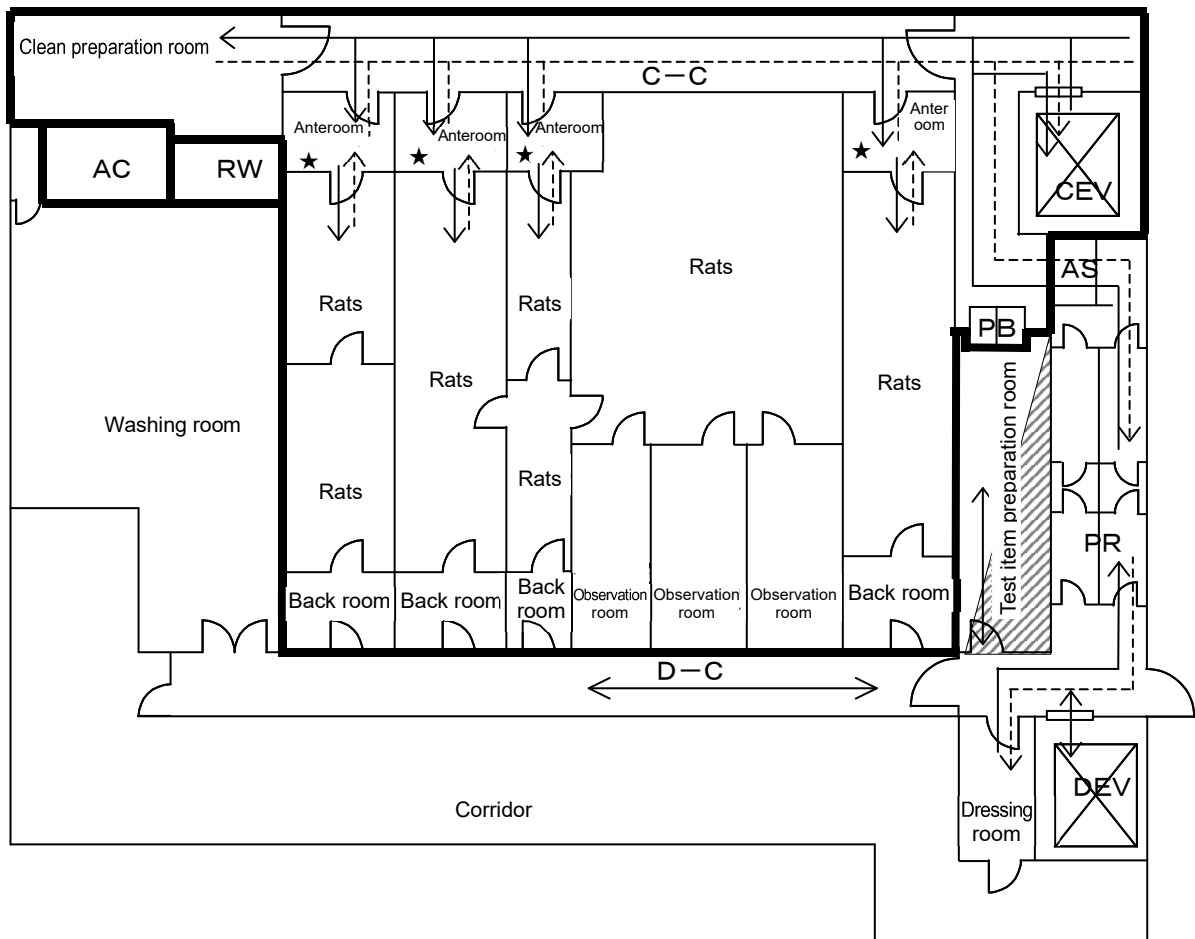 Clean preparation room
C－C
Anteroom
Anteroom
Anteroom
Anter
oom
★
★
★
★
AC
RW
CEV
AS
Rats
Rats
Rats
PB
Rats
Rats
Washing room
Rats
Rats
Test item preparation room
PR
Back room
Back room
Back
room
Observation
room
Observation
room
Observation
room
Back room
D－C
DEV
Corridor
Dressing
room